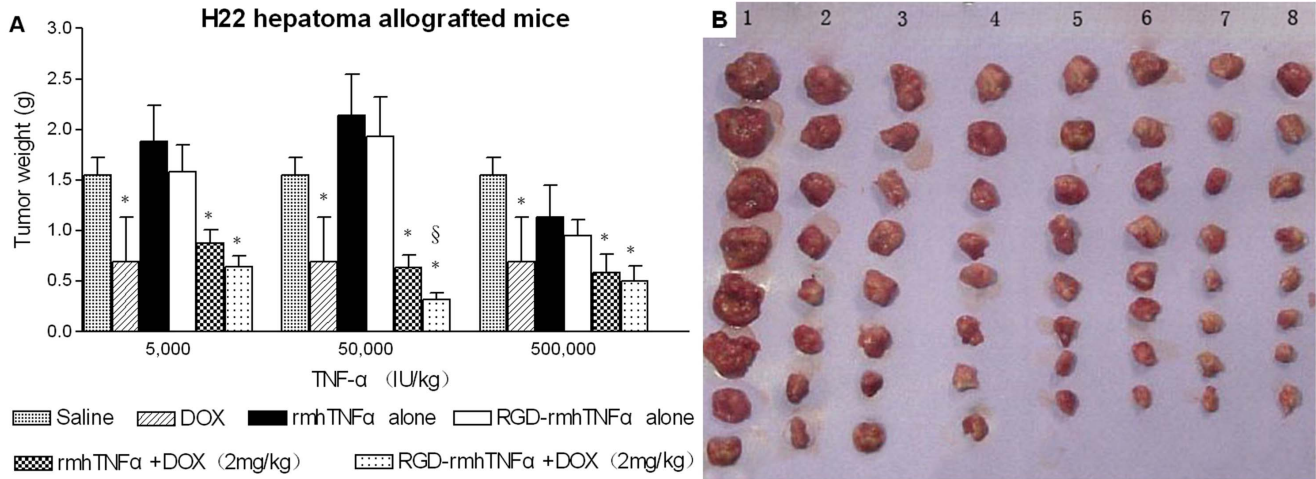 A
H22 hepatoma allografted mice
Tumor weight (g)
3.0
2.5
2.0
1.5
1.0
0.5
0.0
*
*
*
*
*
§
*
*
*
*
5,000
50,000
500,000
TNF-α （IU/kg）
Saline
DOX
rmhTNFα alone
RGD-rmhTNFα alone
rmhTNFα +DOX（2mg/kg）
RGD-rmhTNFα +DOX（2mg/kg）
B
1 2 3 4 5 6 7 8